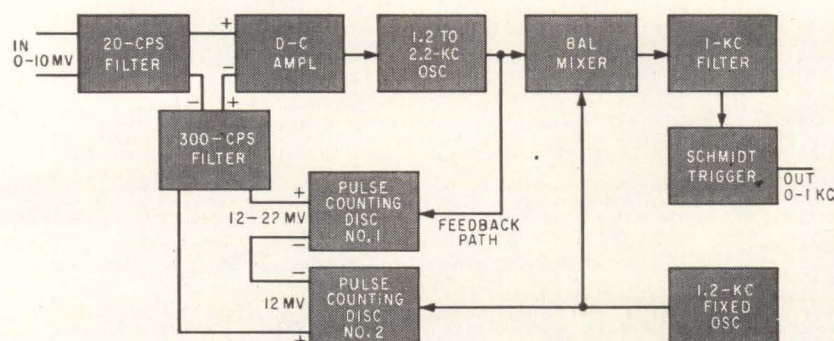 IN
0-10 MV
20-CPS
FILTER
+
−
D-C
AMPL
1.2 TO
2.2-KC
OSC
BAL
MIXER
1-KC
FILTER
−
+
300-CPS
FILTER
SCHMIDT
TRIGGER
OUT
0-1 KC
+
12-22 MV
−
PULSE
COUNTING
DISC
NO. 1
FEEDBACK
PATH
−
12 MV
+
PULSE
COUNTING
DISC
NO. 2
1.2-KC
FIXED
OSC